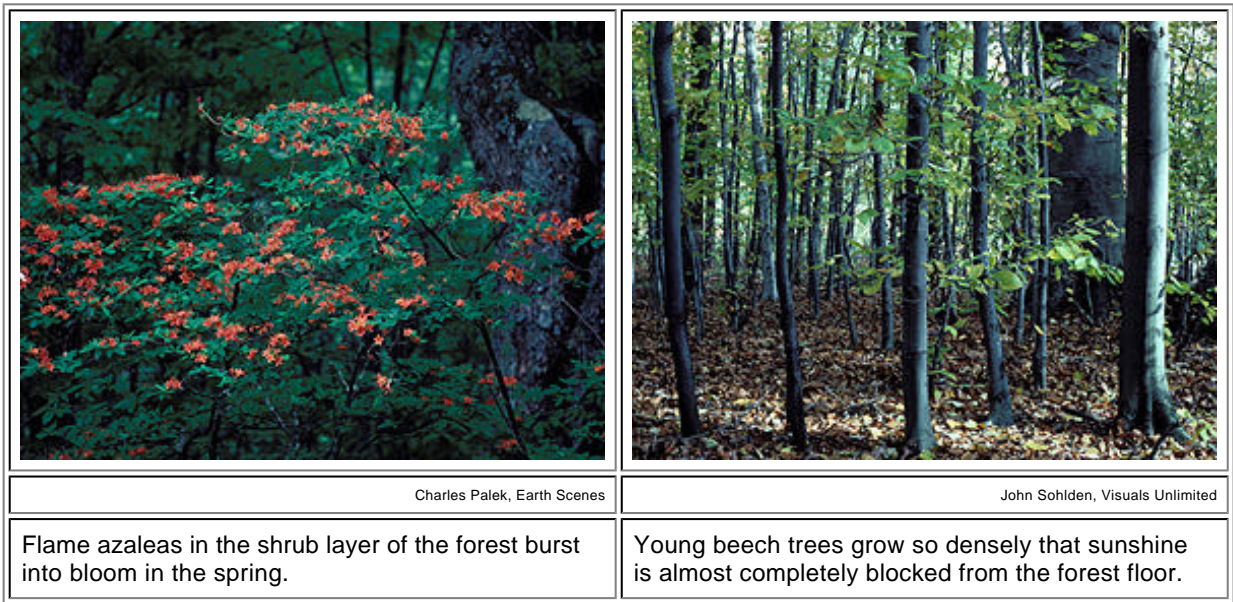 Charles Palek, Earth Scenes
John Sohlden, Visuals Unlimited
Flame azaleas in the shrub layer of the forest burst
into bloom in the spring.
Young beech trees grow so densely that sunshine
is almost completely blocked from the forest floor.